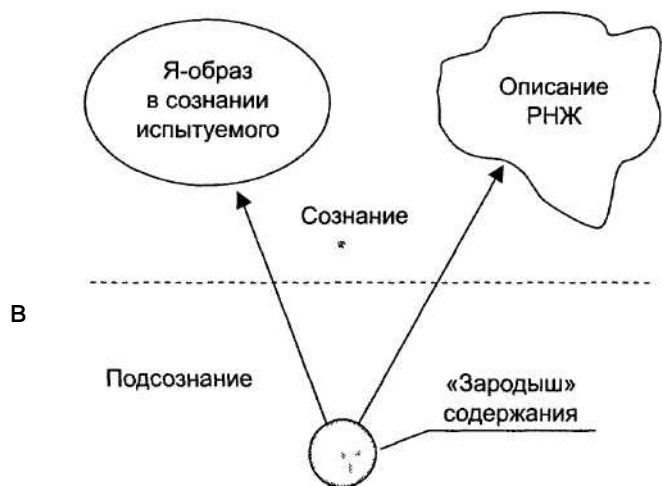 Я-образ
в сознании
испытуемого
Описание
РНЖ
Сознание
В
Подсознание
«Зародыш»
содержания